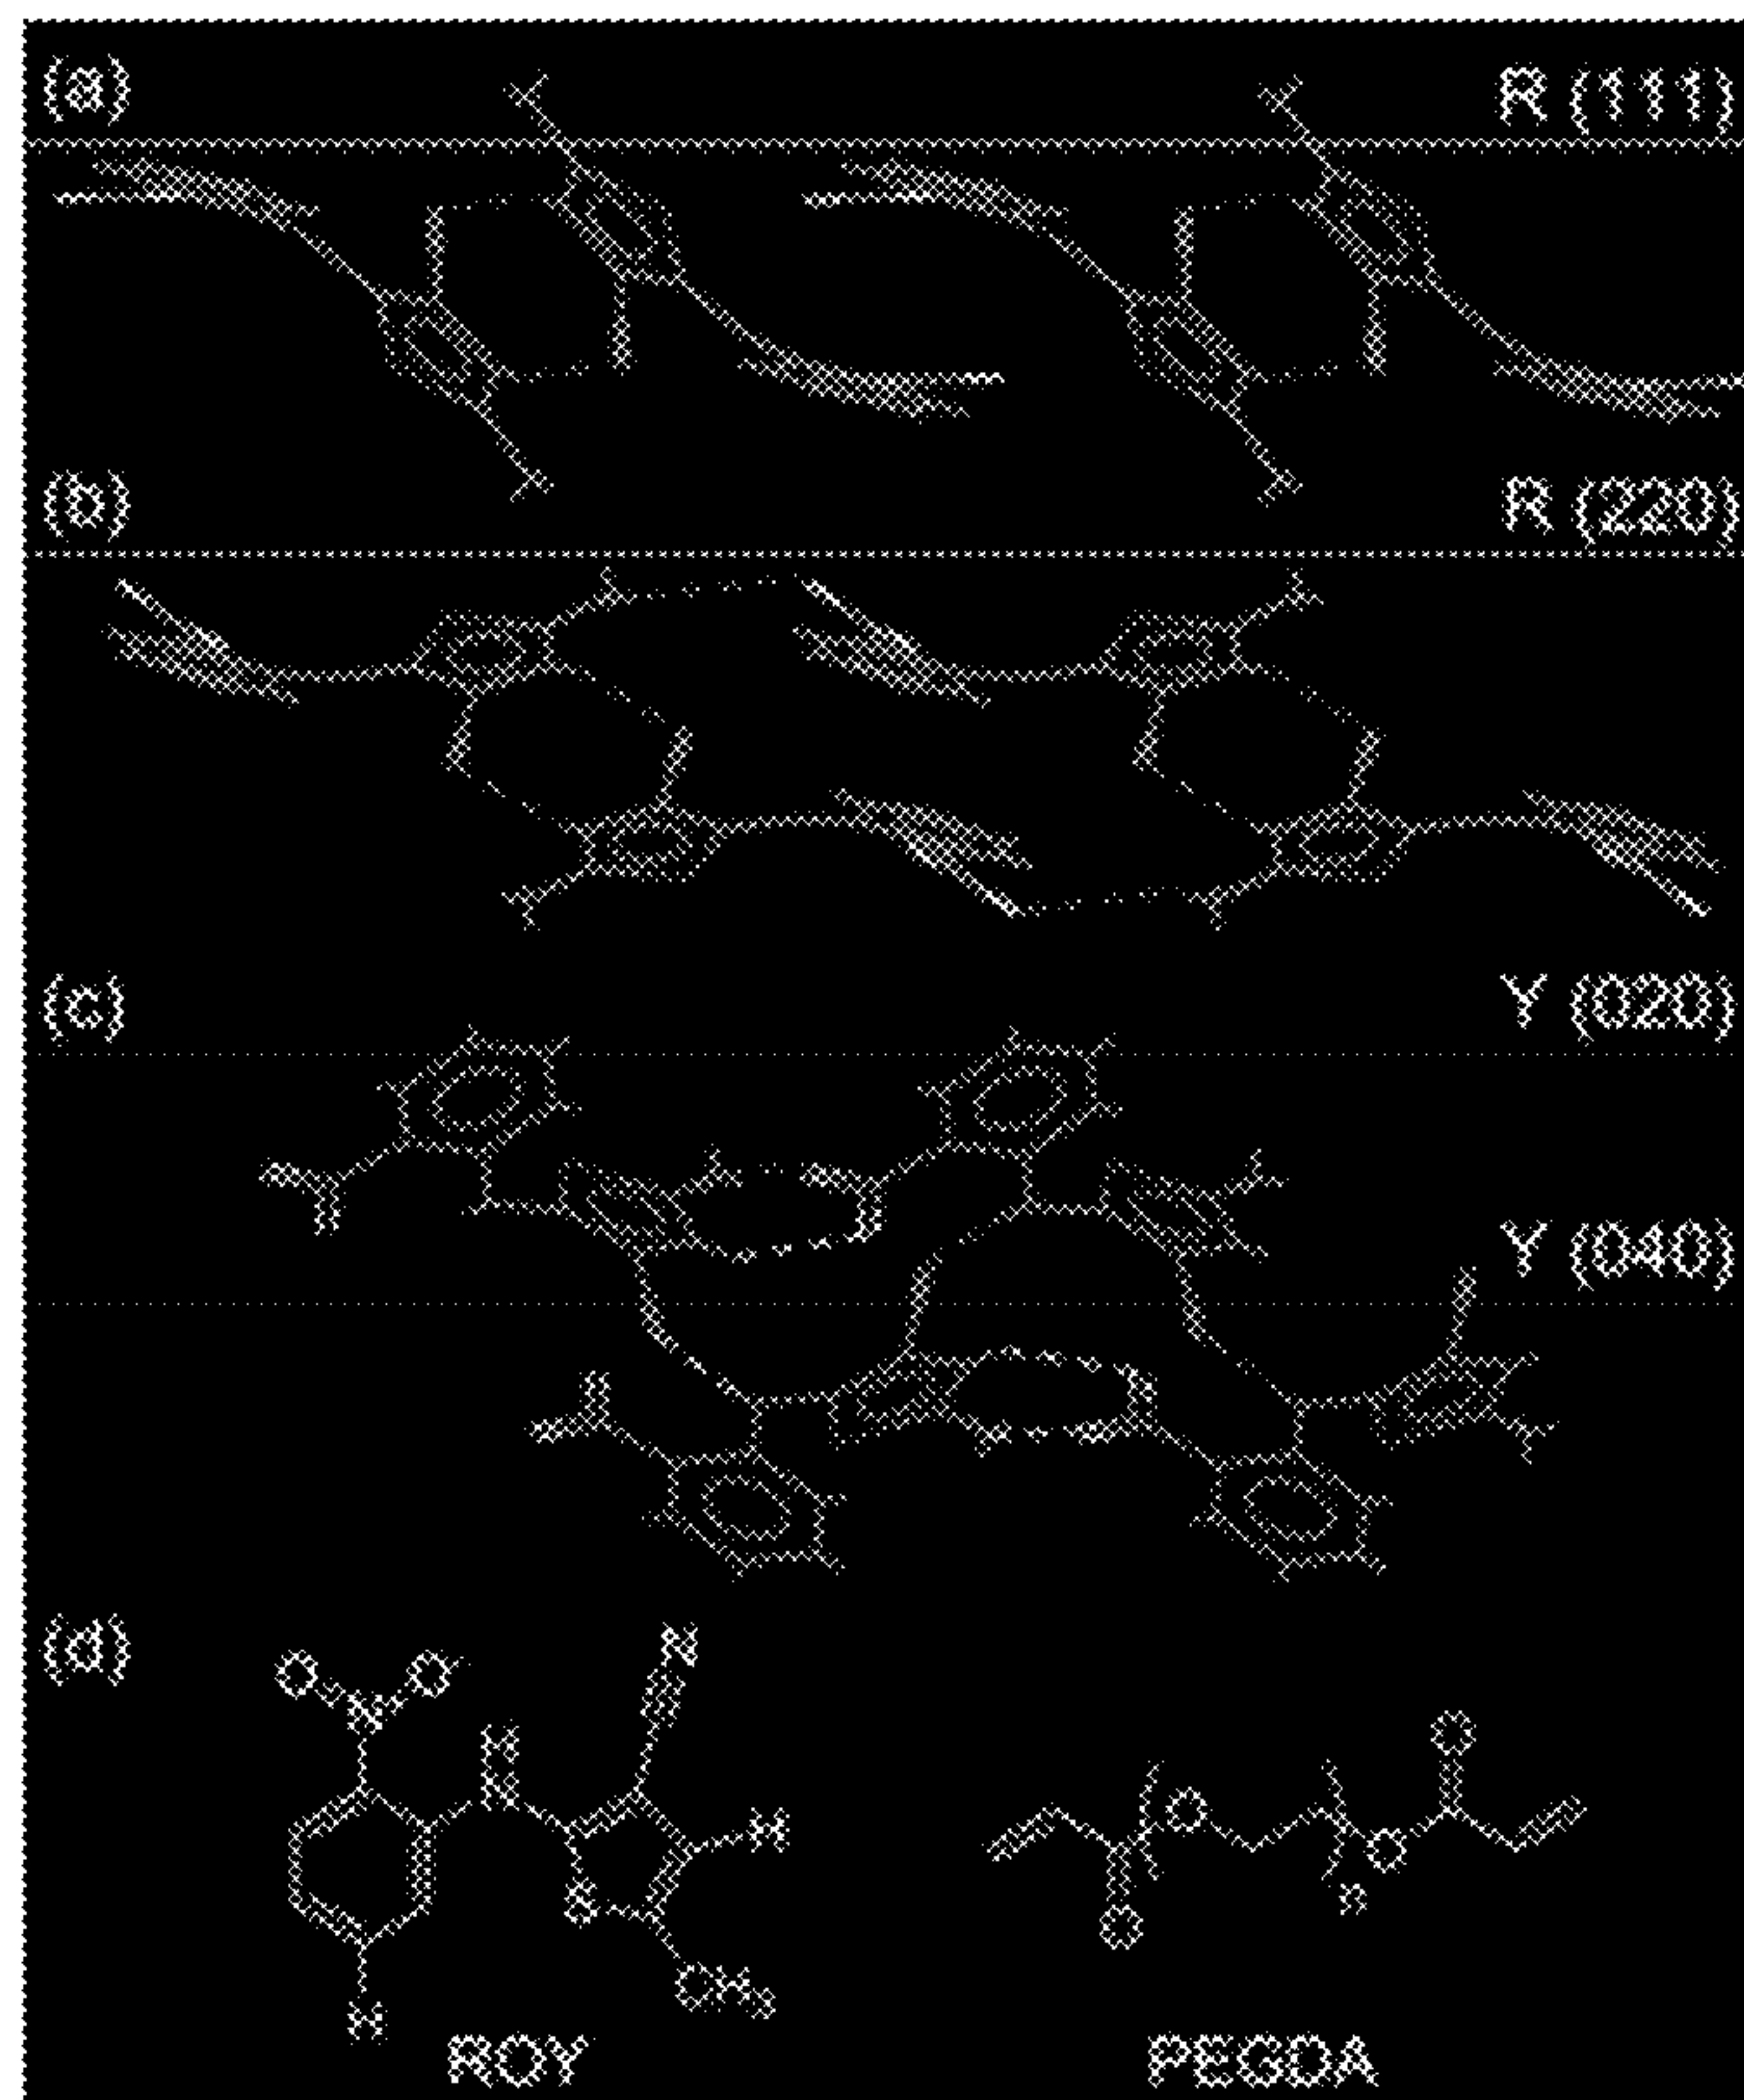 (a) R (111)
(b) R (220)
(c) Y (020)
Y (040)
(d)
N
O O
N
H
N
O
O
H
O
S
n
O
CH3
H
ROY PEGDA